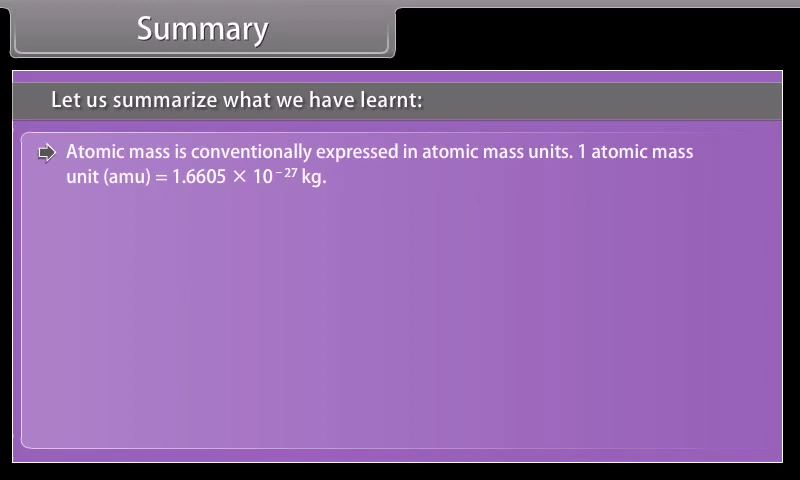 Summary
Let us summarize what we have learnt:
Atomic mass is conventionally expressed in atomic mass units. 1 atomic mass
unit (amu) = 1.6605 × 10⁻²⁷ kg.